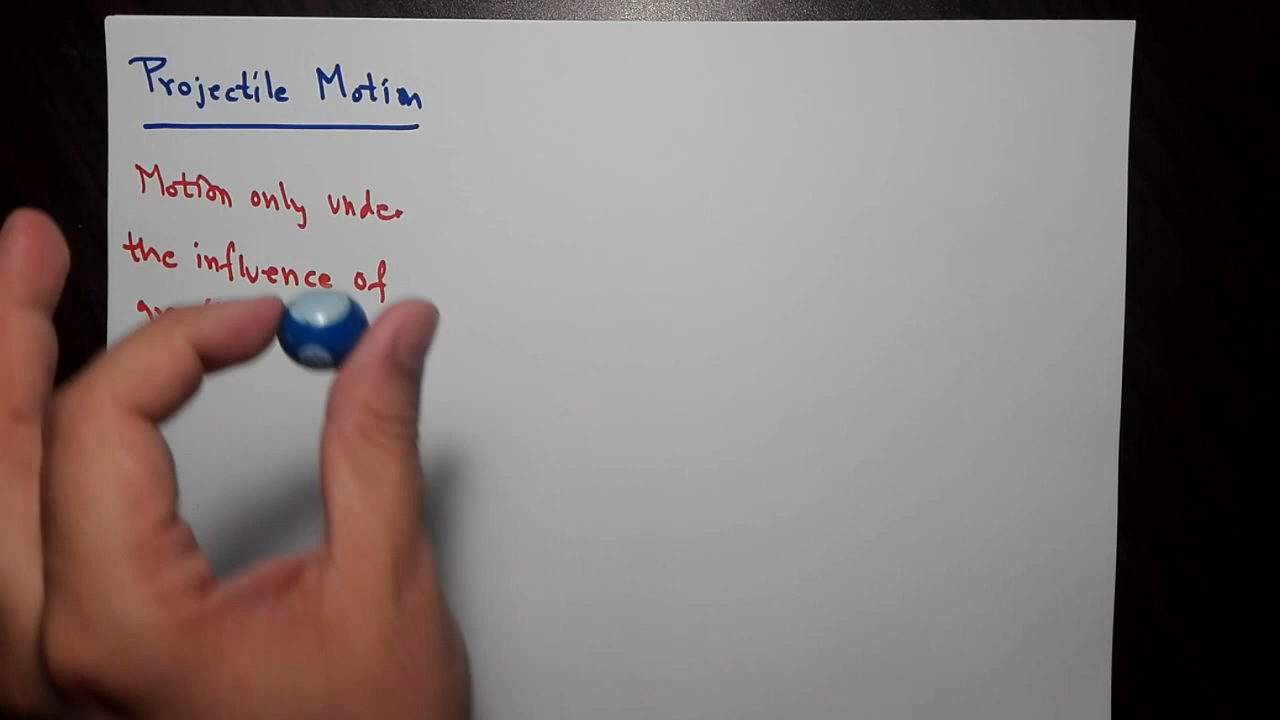 Projectile Motion
Motion only under
the influence of